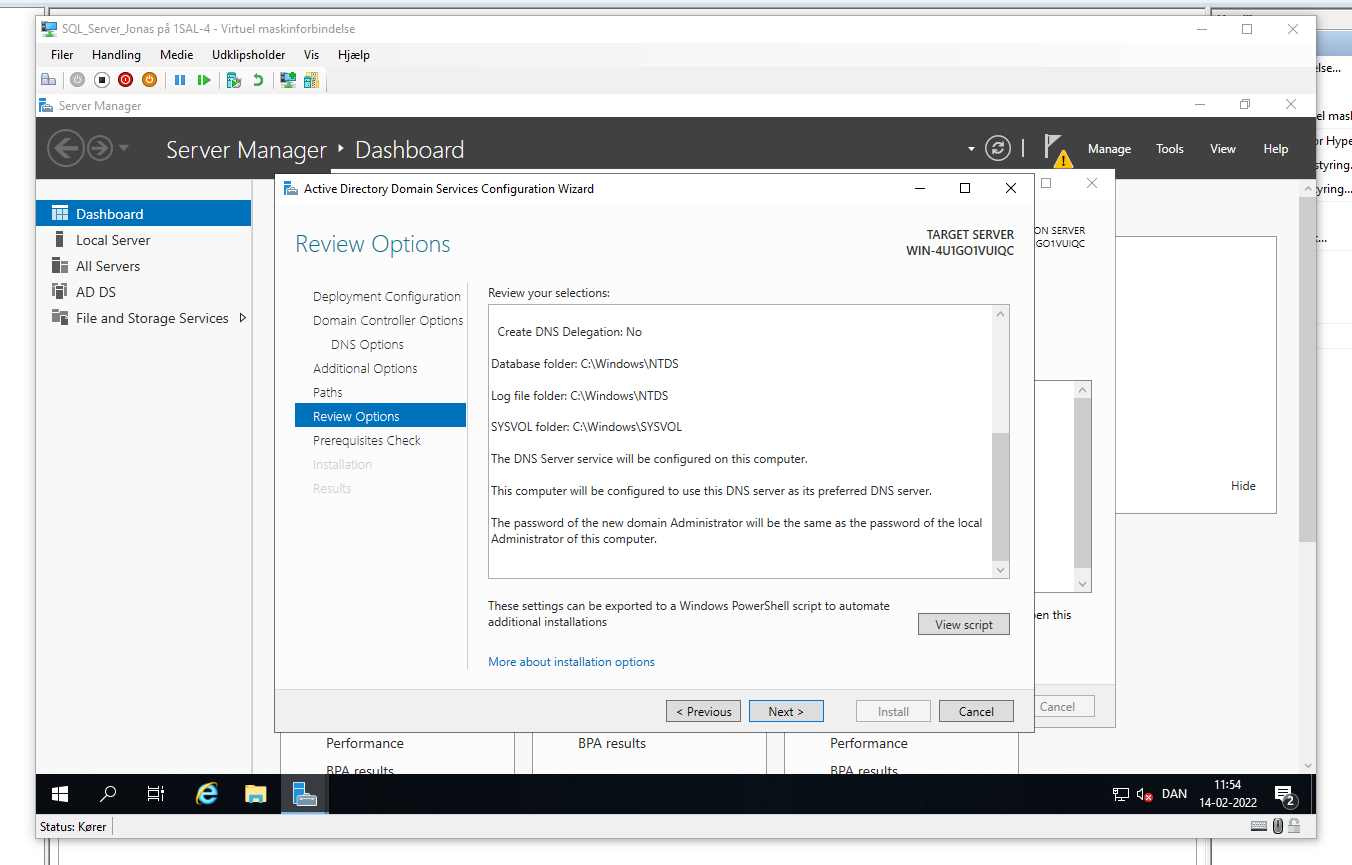 SQL_Server_Jonas på 1SAL-4 - Virtuel maskinforbindelse
Filer Handling Medie Udklipsholder Vis Hjælp
Server Manager
Server Manager Dashboard
Manage Tools View Help
Dashboard
Local Server
All Servers
AD DS
File and Storage Services
Active Directory Domain Services Configuration Wizard
Review Options
TARGET SERVER
WIN-4U1GO1VUIQC
Deployment Configuration
Domain Controller Options
DNS Options
Additional Options
Paths
Review Options
Prerequisites Check
Installation
Results
Review your selections:
Create DNS Delegation: No
Database folder: C:\Windows\NTDS
Log file folder: C:\Windows\NTDS
SYSVOL folder: C:\Windows\SYSVOL
The DNS Server service will be configured on this computer.
This computer will be configured to use this DNS server as its preferred DNS server.
The password of the new domain Administrator will be the same as the password of the local
Administrator of this computer.
These settings can be exported to a Windows PowerShell script to automate
additional installations
View script
More about installation options
< Previous Next > Install Cancel
ON SERVER
GO1VUIQC
Hide
en this
Cancel
Performance BPA results Performance
BPA results BPA results
DAN
11:54
14-02-2022
2
Status: Kører
else...
el mask
or Hype
styring.
yring...